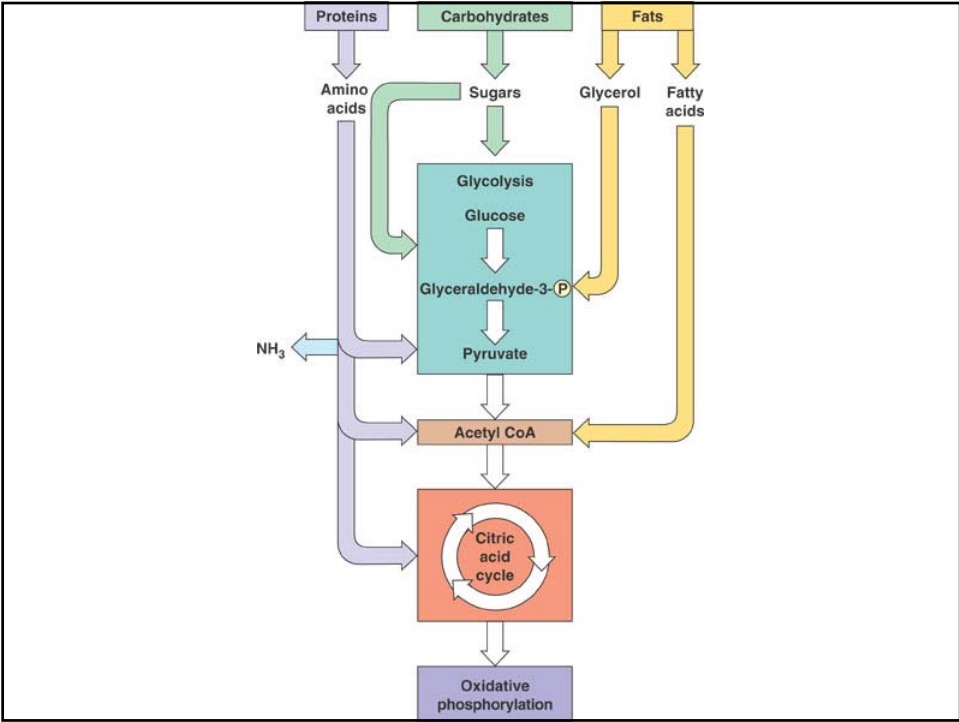 Proteins
Carbohydrates
Fats
Amino
acids
Sugars
Glycerol
Fatty
acids
Glycolysis
Glucose
Glyceraldehyde-3-P
NH₃
Pyruvate
Acetyl CoA
Citric
acid
cycle
Oxidative
phosphorylation